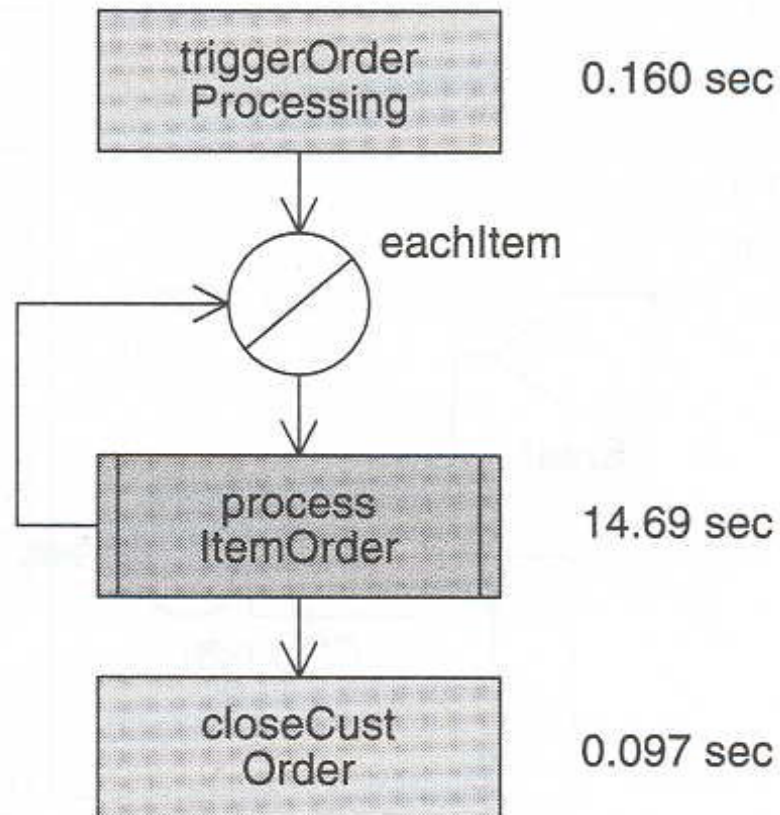 triggerOrder
Processing
0.160 sec
eachItem
process
ItemOrder
14.69 sec
closeCust
Order
0.097 sec